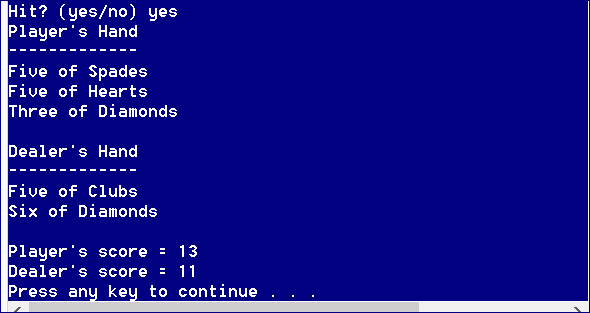 Hit? (yes/no) yes
Player's Hand
-------------
Five of Spades
Five of Hearts
Three of Diamonds
Dealer's Hand
-------------
Five of Clubs
Six of Diamonds
Player's score = 13
Dealer's score = 11
Press any key to continue . . .